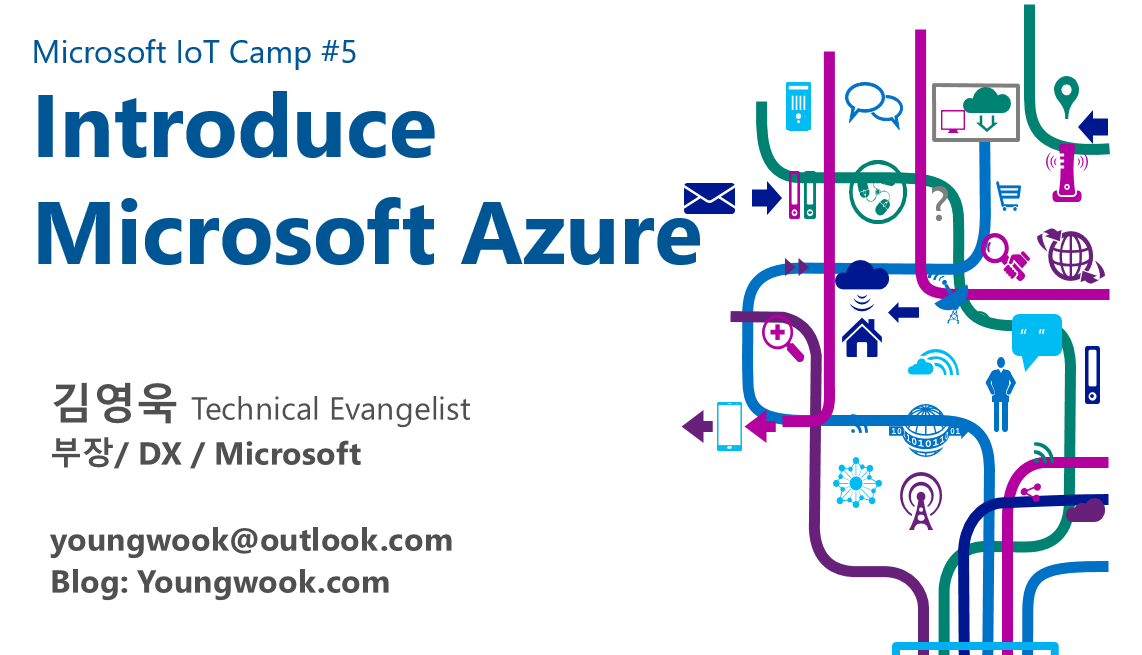 Microsoft IoT Camp #5
Introduce
Microsoft Azure
김영욱 Technical Evangelist
부장/ DX / Microsoft
youngwook@outlook.com
Blog: Youngwook.com